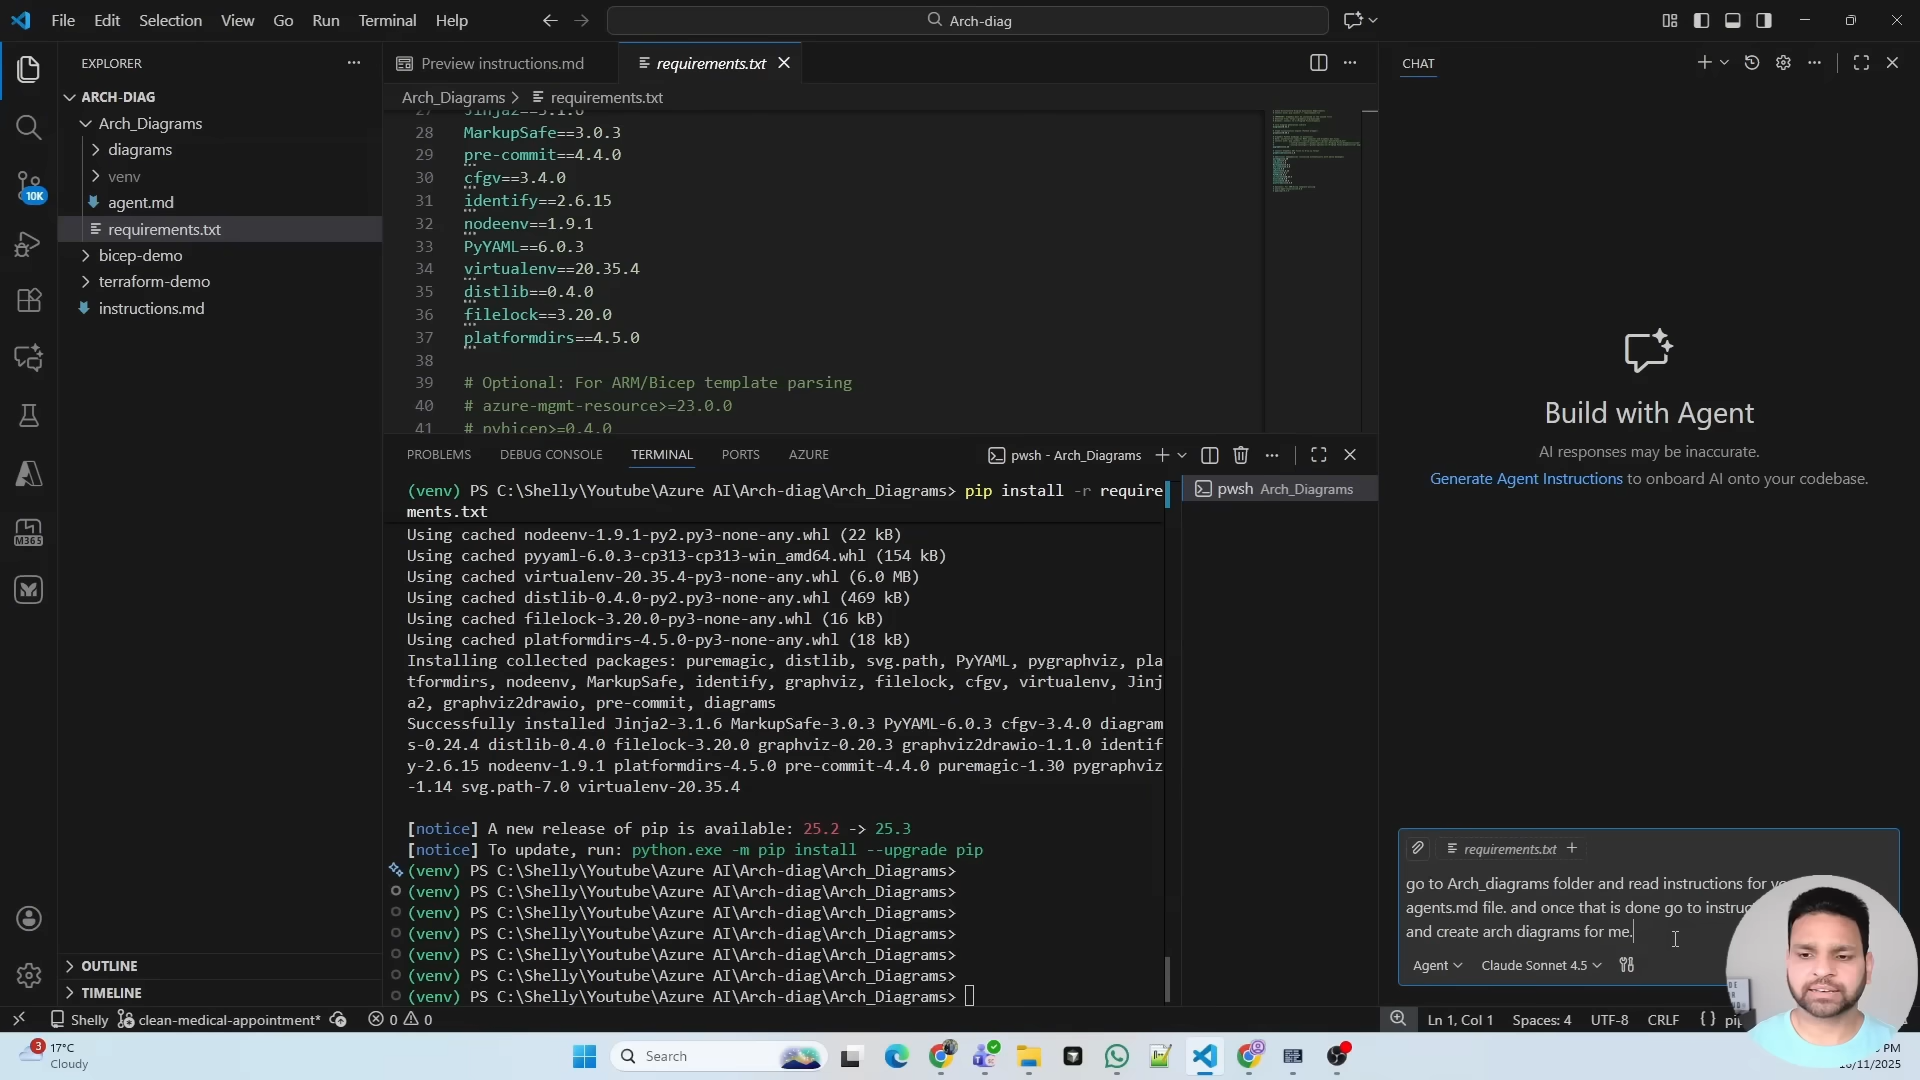 File Edit Selection View Go Run Terminal Help
Arch-diag
EXPLORER
ARCH-DIAG
Arch_Diagrams
diagrams
venv
agent.md
requirements.txt
bicep-demo
terraform-demo
instructions.md
10K
M365
OUTLINE
TIMELINE
Preview instructions.md
requirements.txt
Arch_Diagrams > requirements.txt
28 MarkupSafe==3.0.3
29 pre-commit==4.4.0
30 cfgv==3.4.0
31 identify==2.6.15
32 nodeenv==1.9.1
33 PyYAML==6.0.3
34 virtualenv==20.35.4
35 distlib==0.4.0
36 filelock==3.20.0
37 platformdirs==4.5.0
38
39 # Optional: For ARM/Bicep template parsing
40 # azure-mgmt-resource>=23.0.0
41 # pybicep>=0.4.0
PROBLEMS DEBUG CONSOLE TERMINAL PORTS AZURE
pwsh - Arch_Diagrams
pwsh Arch_Diagrams
(venv) PS C:\Shelly\Youtube\Azure AI\Arch-diag\Arch_Diagrams> pip install -r require
ments.txt
Using cached nodeenv-1.9.1-py2.py3-none-any.whl (22 kB)
Using cached pyyaml-6.0.3-cp313-cp313-win_amd64.whl (154 kB)
Using cached virtualenv-20.35.4-py3-none-any.whl (6.0 MB)
Using cached distlib-0.4.0-py2.py3-none-any.whl (469 kB)
Using cached filelock-3.20.0-py3-none-any.whl (16 kB)
Using cached platformdirs-4.5.0-py3-none-any.whl (18 kB)
Installing collected packages: puremagic, distlib, svg.path, PyYAML, pygraphviz, pla
tformdirs, nodeenv, MarkupSafe, identify, graphviz, filelock, cfgv, virtualenv, Jinj
a2, graphviz2drawio, pre-commit, diagrams
Successfully installed Jinja2-3.1.6 MarkupSafe-3.0.3 PyYAML-6.0.3 cfgv-3.4.0 diagram
s-0.24.4 distlib-0.4.0 filelock-3.20.0 graphviz-0.20.3 graphviz2drawio-1.1.0 identif
y-2.6.15 nodeenv-1.9.1 platformdirs-4.5.0 pre-commit-4.4.0 puremagic-1.30 pygraphviz
-1.14 svg.path-7.0 virtualenv-20.35.4
[notice] A new release of pip is available: 25.2 -> 25.3
[notice] To update, run: python.exe -m pip install --upgrade pip
(venv) PS C:\Shelly\Youtube\Azure AI\Arch-diag\Arch_Diagrams>
(venv) PS C:\Shelly\Youtube\Azure AI\Arch-diag\Arch_Diagrams>
(venv) PS C:\Shelly\Youtube\Azure AI\Arch-diag\Arch_Diagrams>
(venv) PS C:\Shelly\Youtube\Azure AI\Arch-diag\Arch_Diagrams>
(venv) PS C:\Shelly\Youtube\Azure AI\Arch-diag\Arch_Diagrams>
(venv) PS C:\Shelly\Youtube\Azure AI\Arch-diag\Arch_Diagrams>
(venv) PS C:\Shelly\Youtube\Azure AI\Arch-diag\Arch_Diagrams>
CHAT
Build with Agent
AI responses may be inaccurate.
Generate Agent Instructions to onboard AI onto your codebase.
requirements.txt +
go to Arch_diagrams folder and read instructions for
agents.md file. and once that is done go to
and create arch diagrams for me.
Agent Claude Sonnet 4.5
Shelly clean-medical-appointment* 0 0
Ln 1, Col 1 Spaces: 4 UTF-8 CRLF
3 17°C
Cloudy
Search
PM
/11/2025